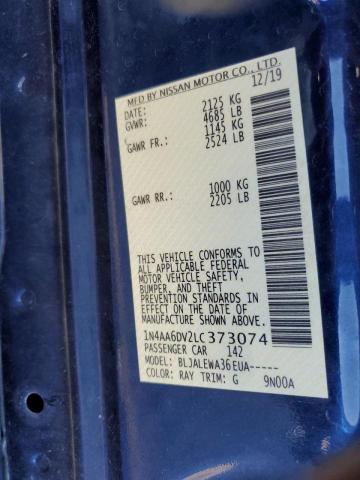 MFD BY NISSAN MOTOR CO., LTD.
DATE: 12/19
GVWR: 2125 KG
4685 LB
GAWR FR.: 1145 KG
2524 LB
GAWR RR.: 1000 KG
2205 LB
THIS VEHICLE CONFORMS TO
ALL APPLICABLE FEDERAL
MOTOR VEHICLE SAFETY,
BUMPER, AND THEFT
PREVENTION STANDARDS IN
EFFECT ON THE DATE OF
MANUFACTURE SHOWN ABOVE.
1N4AA6DV2LC373074
PASSENGER CAR 142
MODEL: BLJALEWA36EUA-----
COLOR: RAY TRIM: G 9N00A